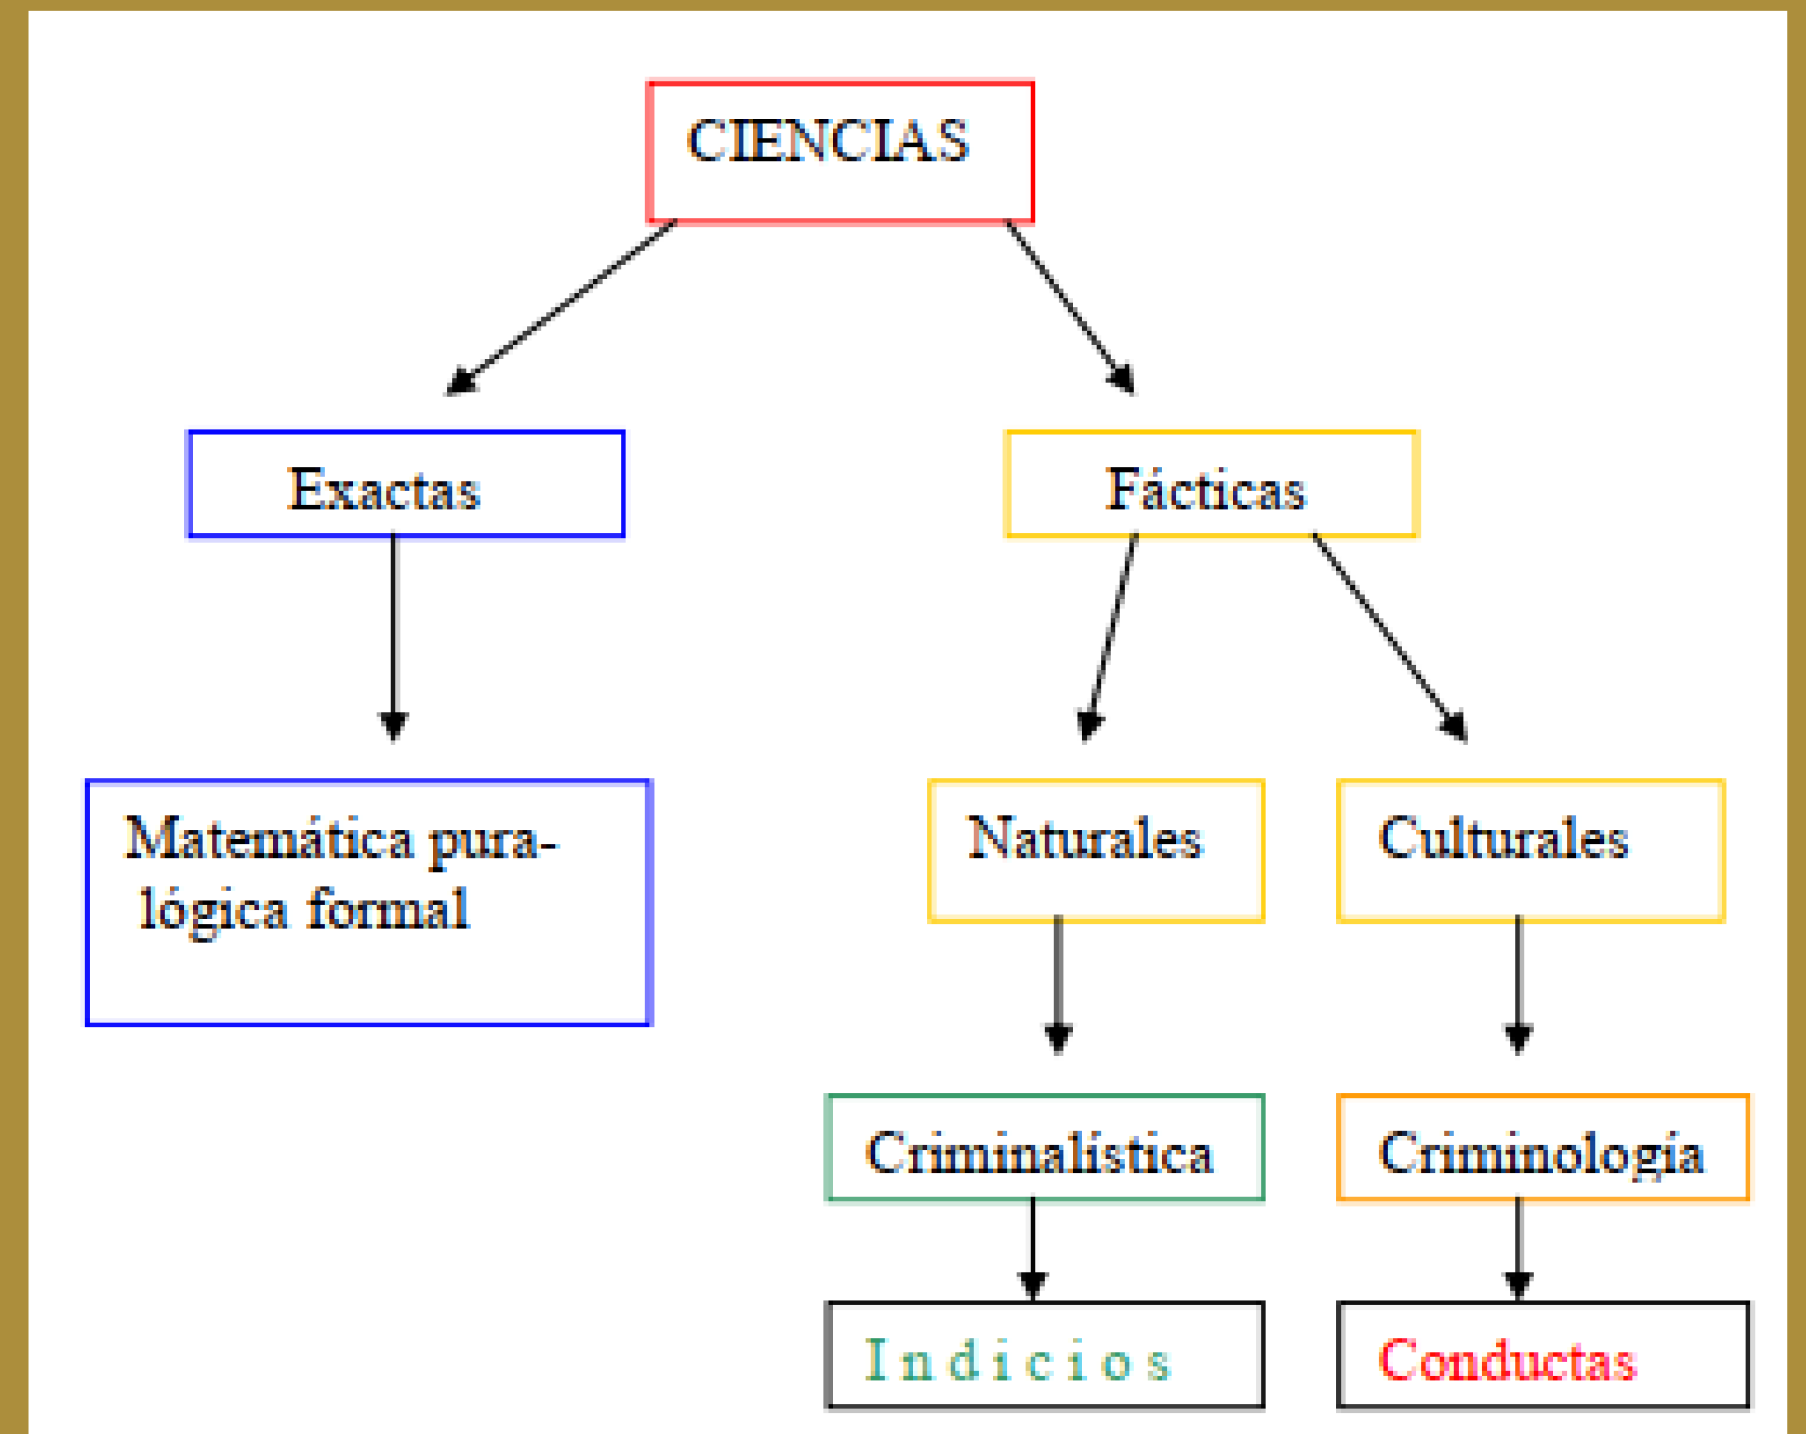 CIENCIAS
Exactas
Fácticas
Matemática pura-
lógica formal
Naturales
Culturales
Criminalística
Criminología
Indicios
Conductas